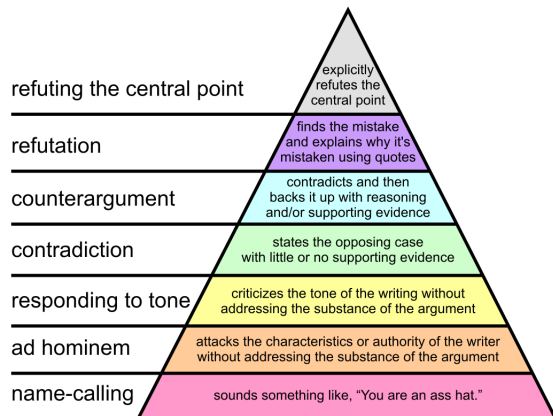 refuting the central point
explicitly
refutes the
central point
refutation
finds the mistake
and explains why it's
mistaken using quotes
counterargument
contradicts and then
backs it up with reasoning
and/or supporting evidence
contradiction
states the opposing case
with little or no supporting evidence
responding to tone
criticizes the tone of the writing without
addressing the substance of the argument
ad hominem
attacks the characteristics or authority of the writer
without addressing the substance of the argument
name-calling
sounds something like, “You are an ass hat.”